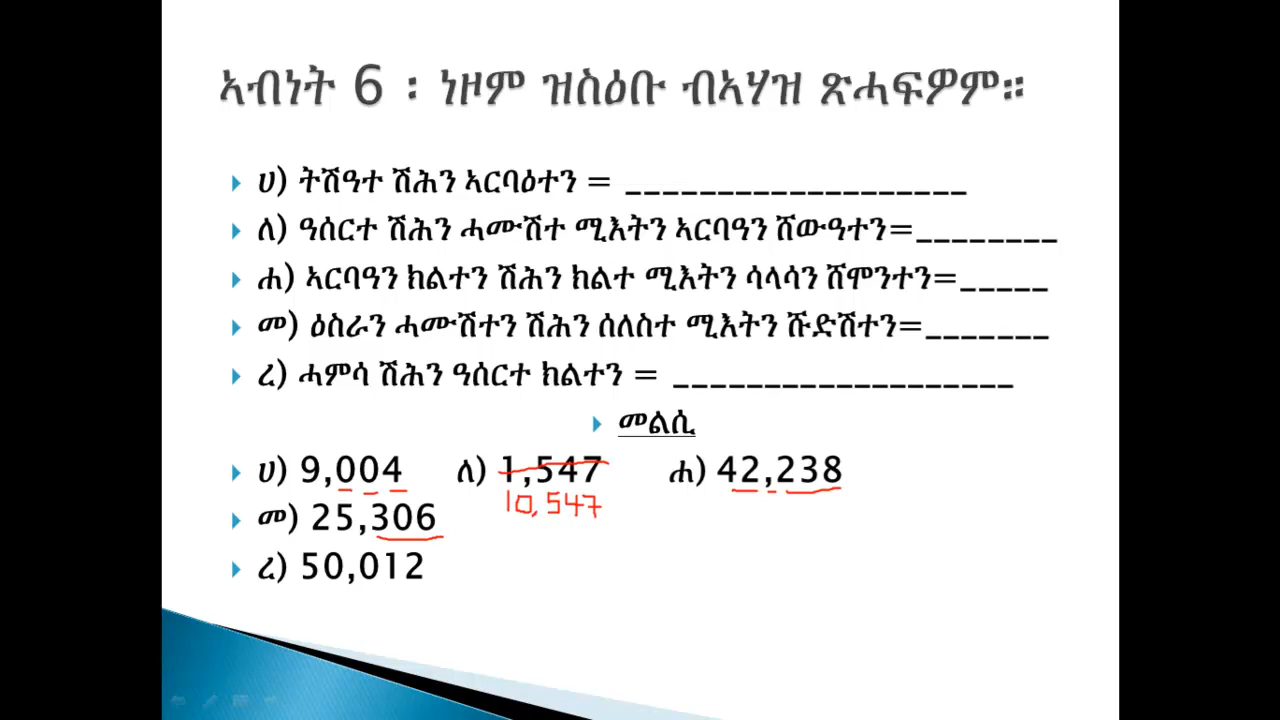 ኣብነት 6 ፡ ነዞም ዝስዕቡ ብኣሃዝ ጽሓፍዎም።
ሀ) ትሽዓተ ሽሕን ኣርባዕተን = ___________________
ለ) ዓሰርተ ሽሕን ሓሙሽተ ሚእትን ኣርባዓን ሸውዓተን=________
ሐ) ኣርባዓን ክልተን ሽሕን ክልተ ሚእትን ሳላሳን ሸሞንተን=_____
መ) ዕስራን ሓሙሽተን ሽሕን ሰለስተ ሚእትን ሹድሽተን=_______
ረ) ሓምሳ ሽሕን ዓሰርተ ክልተን = ___________________
መልሲ
ሀ) 9,004 ለ) 1,547 ሐ) 42,238
10,547
መ) 25,306
ረ) 50,012